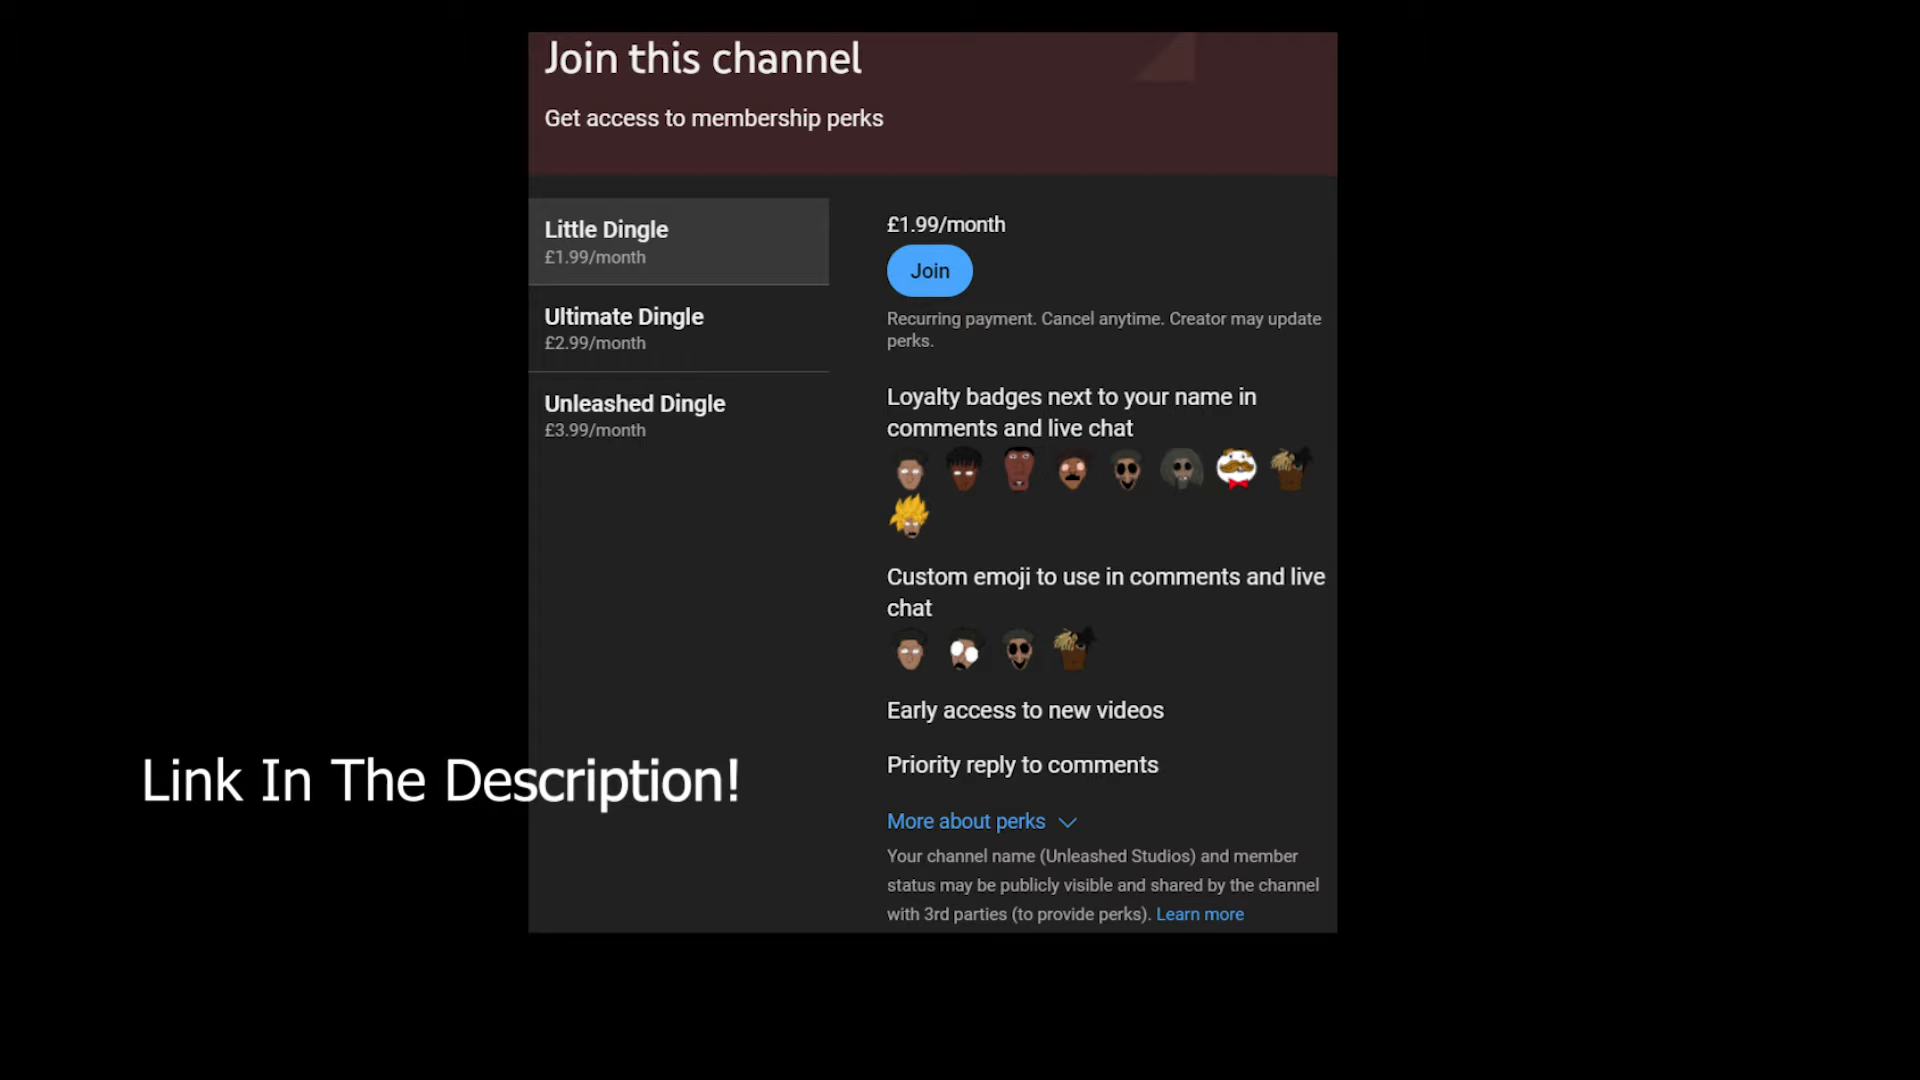 Join this channel
Get access to membership perks
Little Dingle
£1.99/month
Ultimate Dingle
£2.99/month
Unleashed Dingle
£3.99/month
£1.99/month
Join
Recurring payment. Cancel anytime. Creator may update
perks.
Loyalty badges next to your name in
comments and live chat
Custom emoji to use in comments and live
chat
Early access to new videos
Priority reply to comments
More about perks
Your channel name (Unleashed Studios) and member
status may be publicly visible and shared by the channel
with 3rd parties (to provide perks). Learn more
Link In The Description!